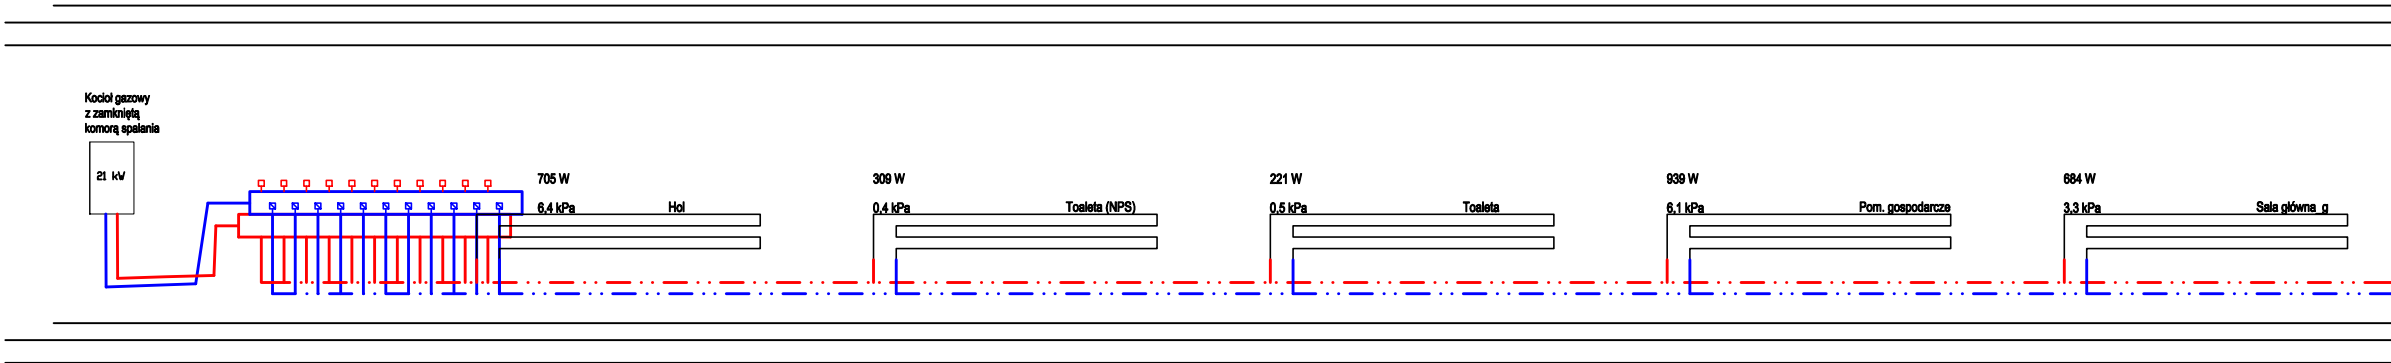 Kocioł gazowy
z zamkniętą
komorą spalania
21 kW
705 W
6,4 kPa Hol
309 W
0,4 kPa Toaleta (NPS)
221 W
0,5 kPa Toaleta
939 W
6,1 kPa Pom. gospodarcze
684 W
3,3 kPa Sala główna_g